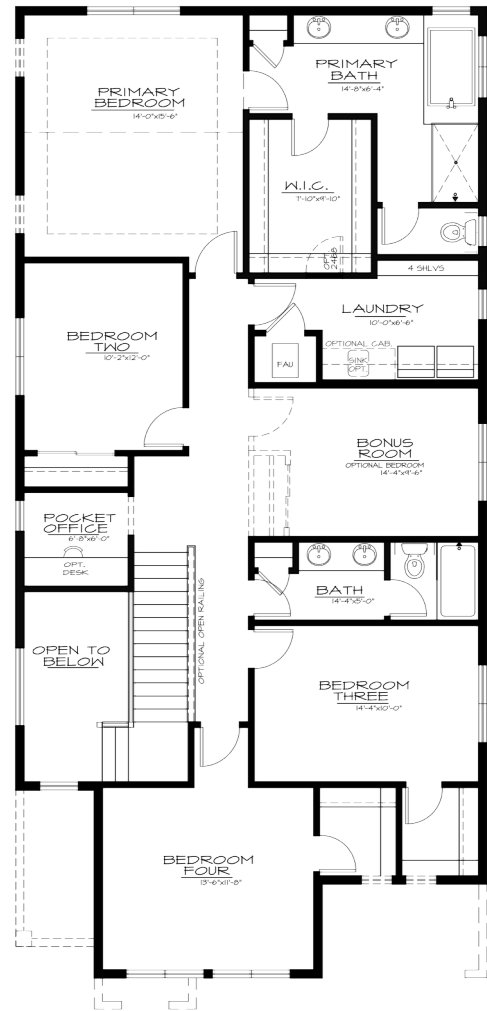 PRIMARY
BEDROOM
14'-0"x15'-6"
PRIMARY
BATH
14'-8"x6'-4"
W.I.C.
7'-10"x9'-10"
OPT.
2468
4 SHLVS
LAUNDRY
10'-0"x6'-6"
OPTIONAL CAB.
SINK
OPT.
FAU
BEDROOM
TWO
10'-2"x12'-0"
BONUS
ROOM
OPTIONAL BEDROOM
14'-4"x9'-6"
POCKET
OFFICE
6'-8"x6'-0"
OPT.
DESK
OPTIONAL OPEN RAILING
BATH
14'-4"x5'-0"
OPEN TO
BELOW
BEDROOM
THREE
14'-4"x10'-0"
BEDROOM
FOUR
13'-6"x11'-8"